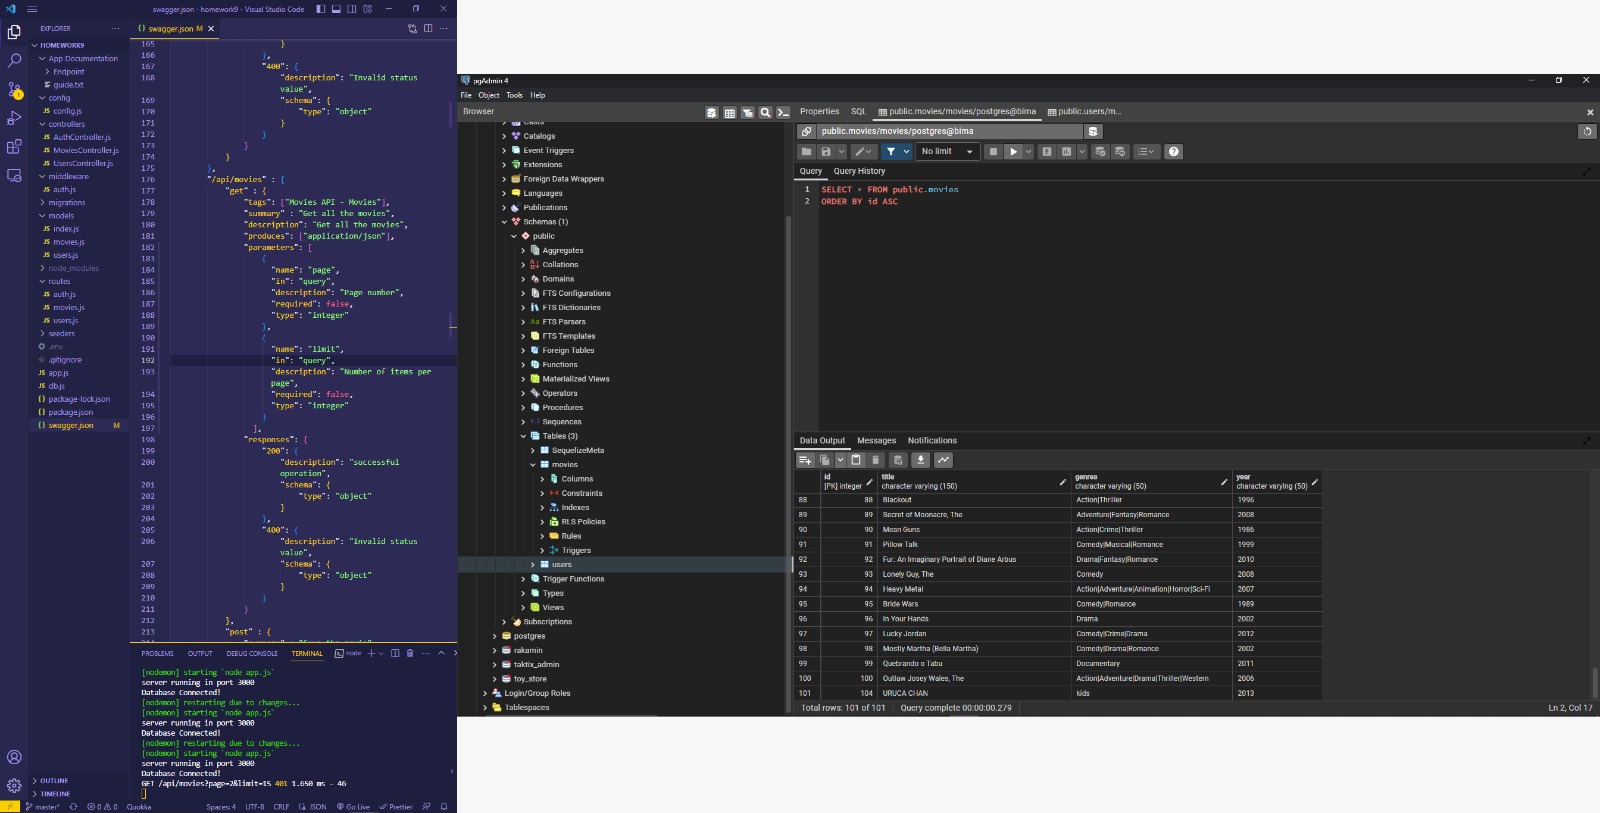 swagger.json - homework9 - Visual Studio Code
EXPLORER
HOMEWORK9
App Documentation
Endpoint
guide.txt
config
JS config.js
controllers
JS AuthController.js
JS MoviesController.js
JS UsersController.js
middleware
JS auth.js
migrations
models
JS index.js
JS movies.js
JS users.js
node_modules
routes
JS auth.js
JS movies.js
JS users.js
seeders
.env
.gitignore
JS app.js
JS db.js
{} package-lock.json
{} package.json
{} swagger.json M
OUTLINE
TIMELINE
{} swagger.json M
165 }
166 },
167 "400": {
168 "description": "Invalid status
value",
169 "schema": {
170 "type": "object"
171 }
172 }
173 }
174 }
175 },
176 "/api/movies" : {
177 "get" : {
178 "tags": ["Movies API - Movies"],
179 "summary" : "Get all the movies",
180 "description": "Get all the movies",
181 "produces": ["application/json"],
182 "parameters": [
183 {
184 "name": "page",
185 "in": "query",
186 "description": "Page number",
187 "required": false,
188 "type": "integer"
189 },
190 {
191 "name": "limit",
192 "in": "query",
193 "description": "Number of items per
page",
194 "required": false,
195 "type": "integer"
196 }
197 ],
198 "responses": {
199 "200": {
200 "description": "successful
operation",
201 "schema": {
202 "type": "object"
203 }
204 },
205 "400": {
206 "description": "Invalid status
value",
207 "schema": {
208 "type": "object"
209 }
210 }
211 }
212 },
213 "post" : {
PROBLEMS OUTPUT DEBUG CONSOLE TERMINAL node
[nodemon] starting `node app.js`
server running in port 3000
Database Connected!
[nodemon] restarting due to changes...
[nodemon] starting `node app.js`
server running in port 3000
Database Connected!
[nodemon] restarting due to changes...
[nodemon] starting `node app.js`
server running in port 3000
Database Connected!
GET /api/movies?page=2&limit=15 401 1.650 ms - 46
master* 0 0 Quokka Spaces: 4 UTF-8 CRLF JSON Go Live Prettier
pgAdmin 4
File Object Tools Help
Browser
Casts
Catalogs
Event Triggers
Extensions
Foreign Data Wrappers
Languages
Publications
Schemas (1)
public
Aggregates
Collations
Domains
FTS Configurations
FTS Dictionaries
FTS Parsers
FTS Templates
Foreign Tables
Functions
Materialized Views
Operators
Procedures
Sequences
Tables (3)
SequelizeMeta
movies
Columns
Constraints
Indexes
RLS Policies
Rules
Triggers
users
Trigger Functions
Types
Views
Subscriptions
postgres
rakamin
taktix_admin
toy_store
Login/Group Roles
Tablespaces
Properties SQL public.movies/movies/postgres@bima public.users/m...
public.movies/movies/postgres@bima
No limit
Query Query History
1 SELECT * FROM public.movies
2 ORDER BY id ASC
Data Output Messages Notifications
id title genres year
[PK] integer character varying (150) character varying (50) character varying (50)
88 88 Blackout Action|Thriller 1996
89 89 Secret of Moonacre, The Adventure|Fantasy|Romance 2008
90 90 Mean Guns Action|Crime|Thriller 1986
91 91 Pillow Talk Comedy|Musical|Romance 1999
92 92 Fur: An Imaginary Portrait of Diane Arbus Drama|Fantasy|Romance 2010
93 93 Lonely Guy, The Comedy 2008
94 94 Heavy Metal Action|Adventure|Animation|Horror|Sci-Fi 2007
95 95 Bride Wars Comedy|Romance 1989
96 96 In Your Hands Drama 2002
97 97 Lucky Jordan Comedy|Crime|Drama 2012
98 98 Mostly Martha (Bella Martha) Comedy|Drama|Romance 2002
99 99 Quebrando o Tabu Documentary 2011
100 100 Outlaw Josey Wales, The Action|Adventure|Drama|Thriller|Western 2006
101 104 URUCA CHAN kids 2013
Total rows: 101 of 101 Query complete 00:00:00.279 Ln 2, Col 17